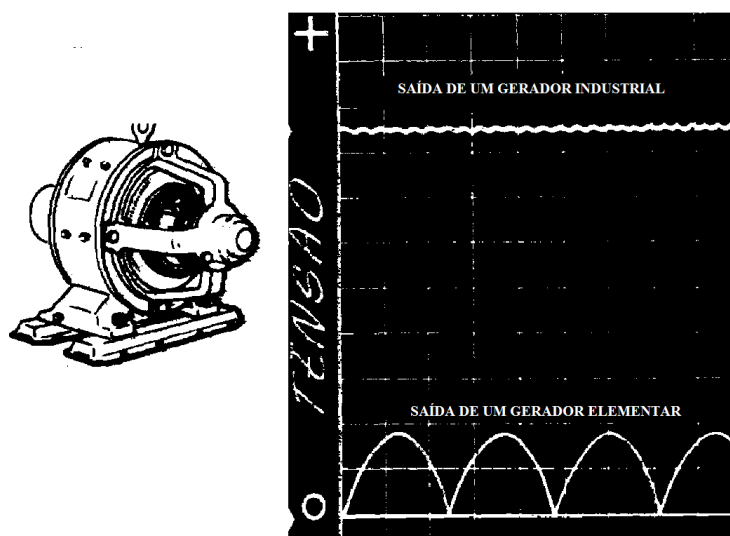 +
SAÍDA DE UM GERADOR INDUSTRIAL
TENSÃO
SAÍDA DE UM GERADOR ELEMENTAR
O